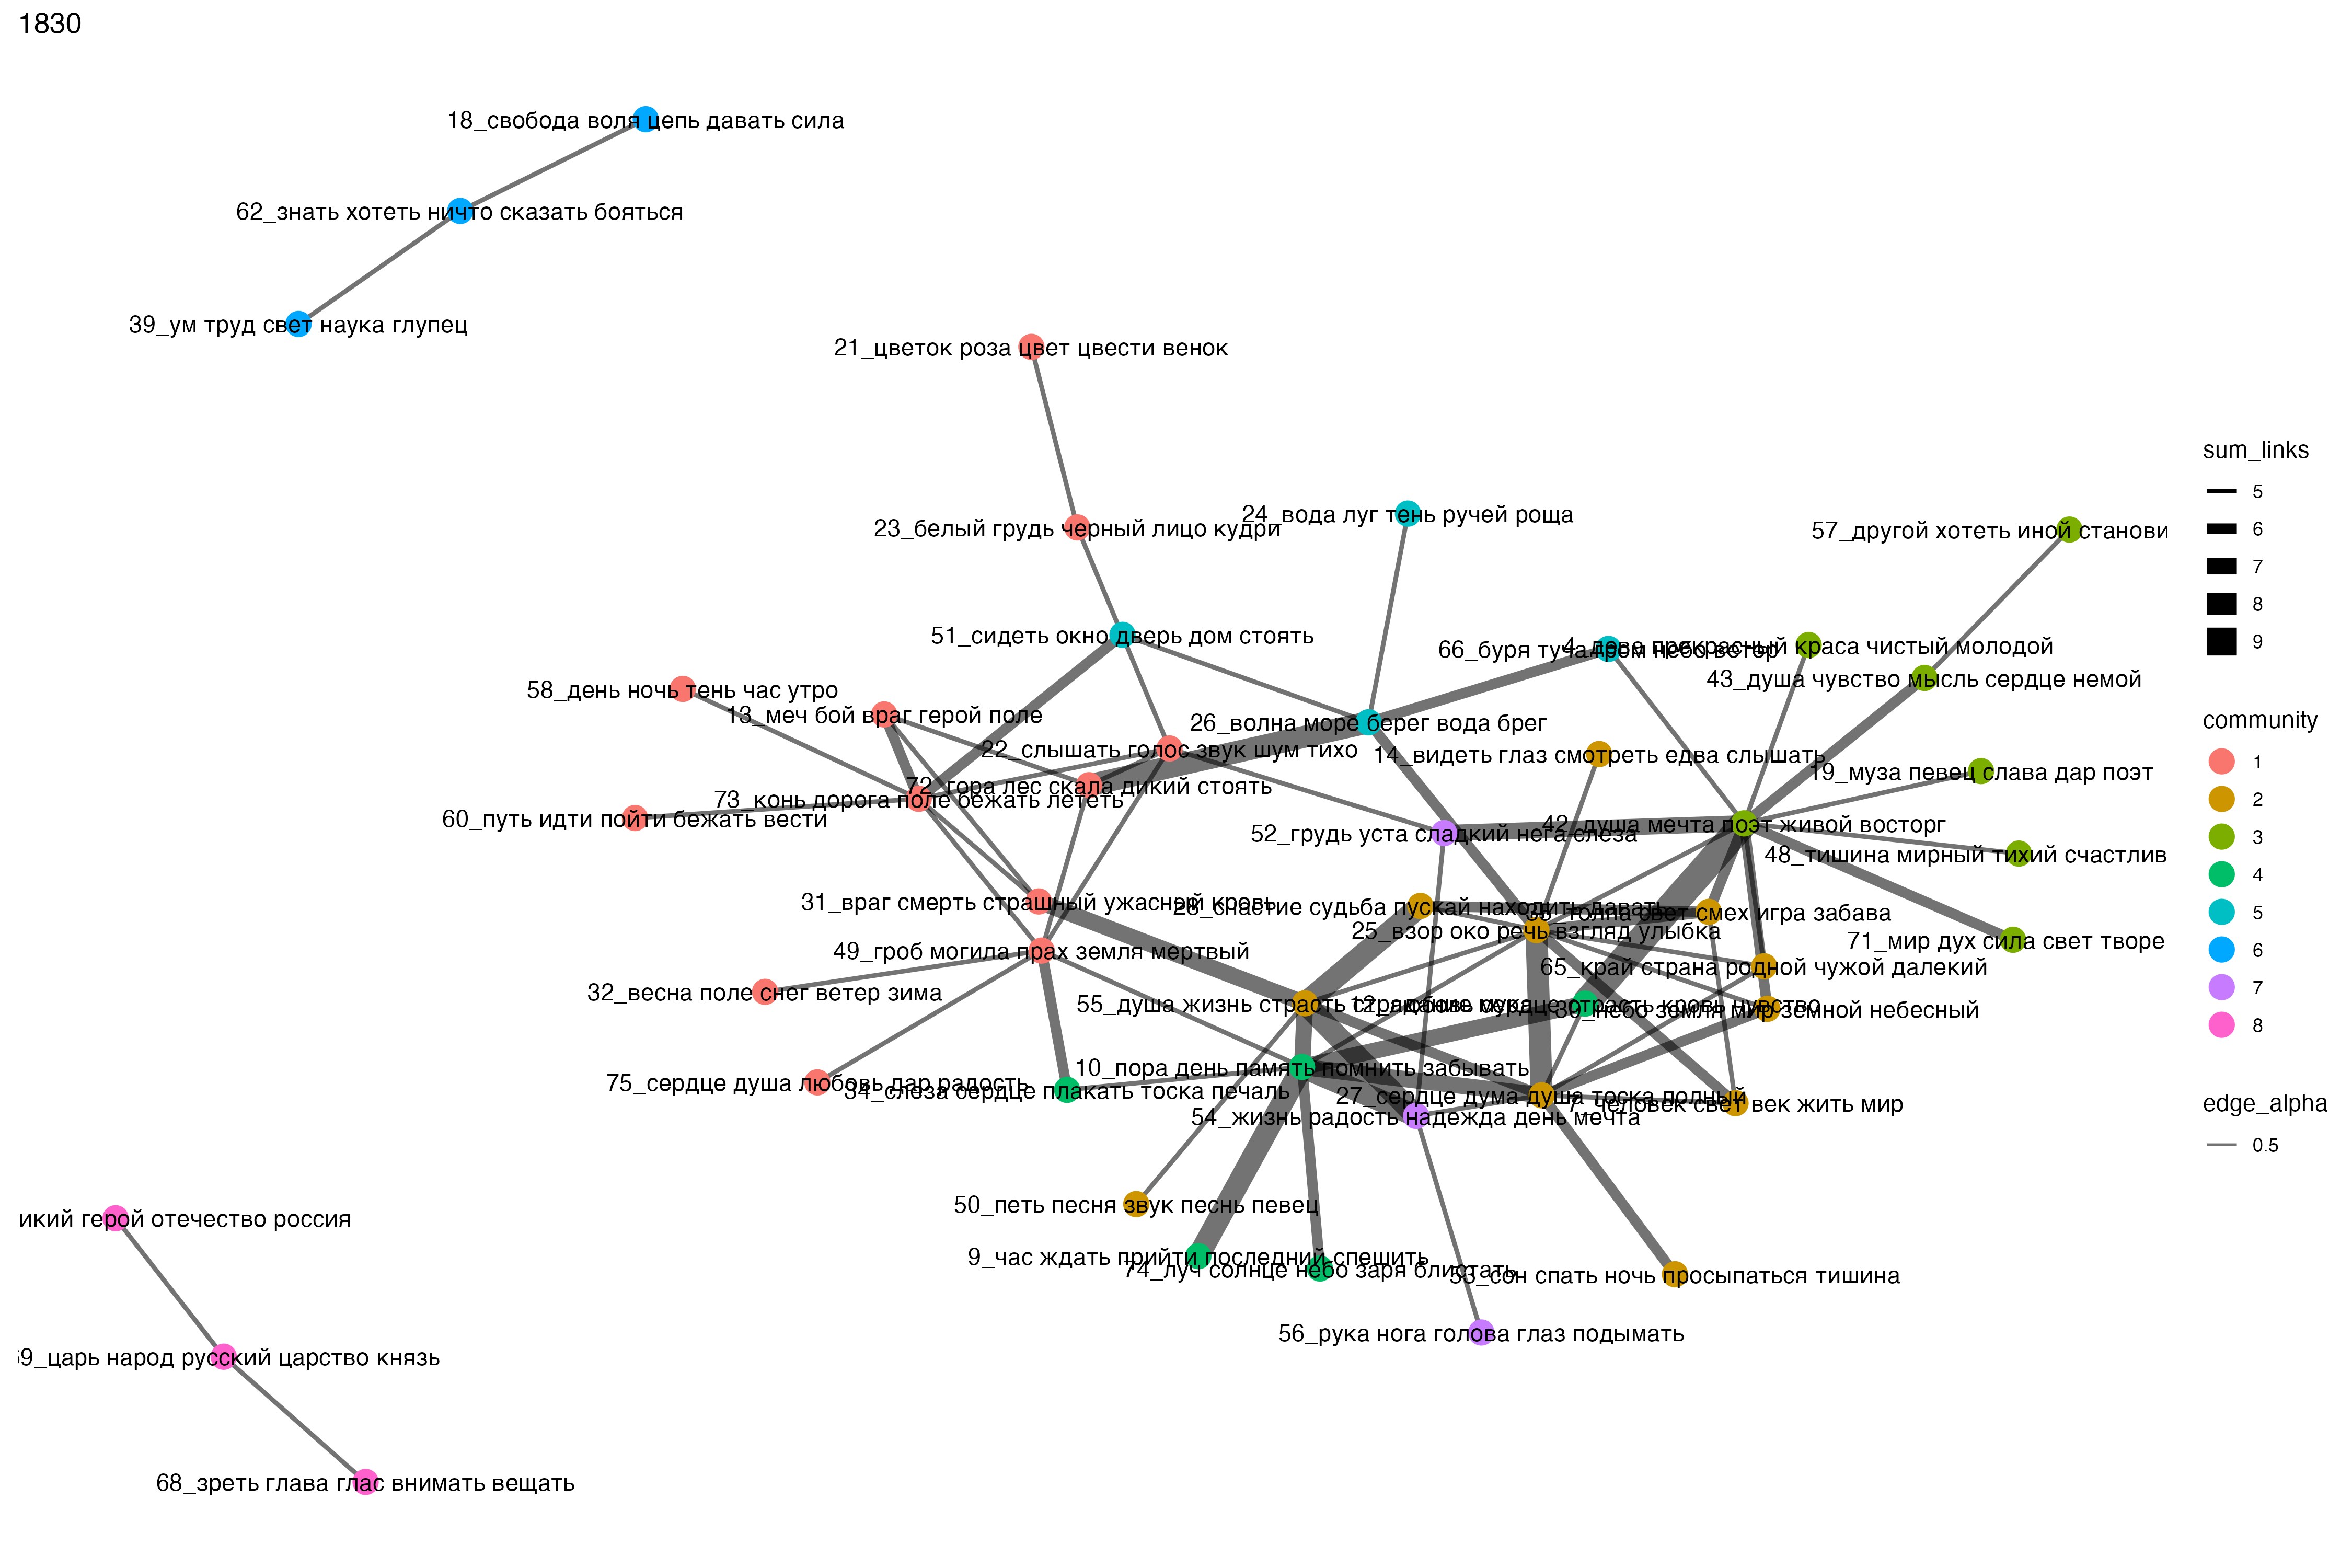 1830
18_свобода воля цепь давать сила
62_знать хотеть ничто сказать бояться
39_ум труд свет наука глупец
21_цветок роза цвет цвести венок
23_белый грудь черный лицо кудри
24_вода луг тень ручей роща
57_другой хотеть иной станови
51_сидеть окно дверь дом стоять
66_буря туча гром небо ветер
4_дева прекрасный краса чистый молодой
43_душа чувство мысль сердце немой
58_день ночь тень час утро
13_меч бой враг герой поле
26_волна море берег вода брег
22_слышать голос звук шум тихо
14_видеть глаз смотреть едва слышать
19_муза певец слава дар поэт
72_гора лес скала дикий стоять
73_конь дорога поле бежать лететь
60_путь идти пойти бежать вести
52_грудь уста сладкий нега слеза
42_душа мечта поэт живой восторг
48_тишина мирный тихий счастлив
31_враг смерть страшный ужасный кровь
28_счастие судьба пускай находить давать
35_толпа свет смех игра забава
25_взор око речь взгляд улыбка
71_мир дух сила свет творе
49_гроб могила прах земля мертвый
65_край страна родной чужой далекий
32_весна поле снег ветер зима
55_душа жизнь страсть страдание мука
12_любовь сердце страсть кровь чувство
30_небо земля мир земной небесный
10_пора день память помнить забывать
75_сердце душа любовь дар радость
34_слеза сердце плакать тоска печаль
27_сердце дума душа тоска полный
7_человек свет век жить мир
54_жизнь радость надежда день мечта
50_петь песня звук песнь певец
9_час ждать прийти последний спешить
74_луч солнце небо заря блистать
53_сон спать ночь просыпаться тишина
56_рука нога голова глаз подымать
икий герой отечество россия
69_царь народ русский царство князь
68_зреть глава глас внимать вещать
sum_links
5
6
7
8
9
community
1
2
3
4
5
6
7
8
edge_alpha
0.5